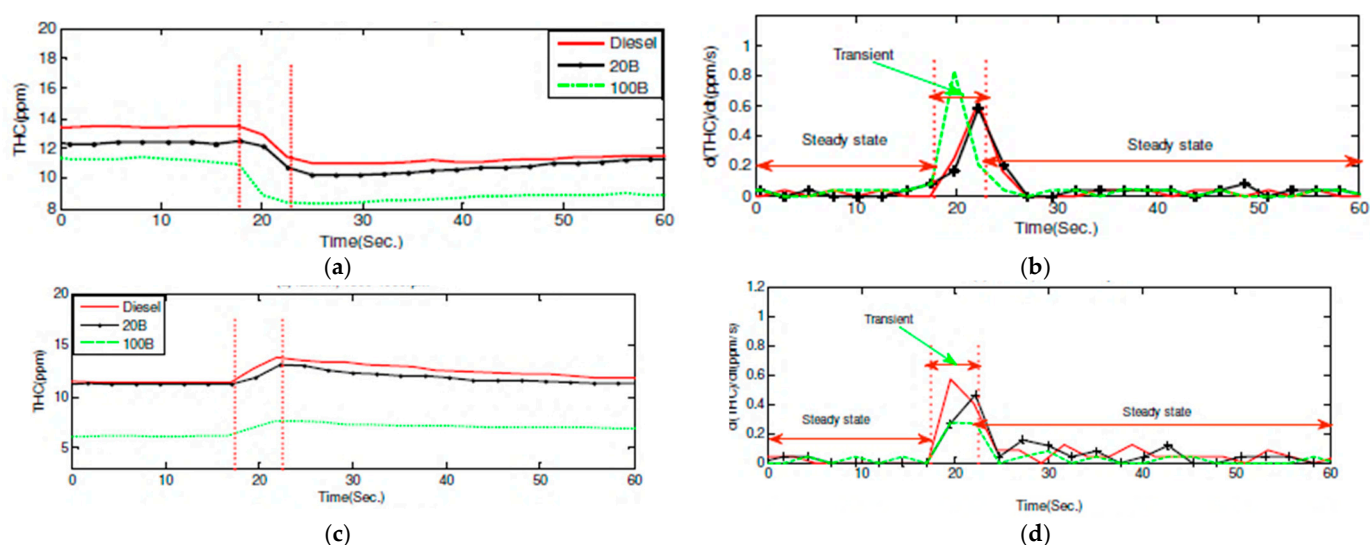 20
18
16
14
12
10
8
THC(ppm)
Diesel
20B
100B
0 10 20 30 40 50 60
Time(Sec.)
(a)
1
0.8
0.6
0.4
0.2
0
d(THC)/dt(ppm/s)
Transient
Steady state
Steady state
0 10 20 30 40 50 60
Time(Sec.)
(b)
20
15
10
5
THC(ppm)
Diesel
20B
100B
0 10 20 30 40 50 60
Time(Sec.)
(c)
1.2
1
0.8
0.6
0.4
0.2
0
d(THC)/dt(ppm/s)
Transient
Steady state
Steady state
0 10 20 30 40 50 60
Time(Sec.)
(d)